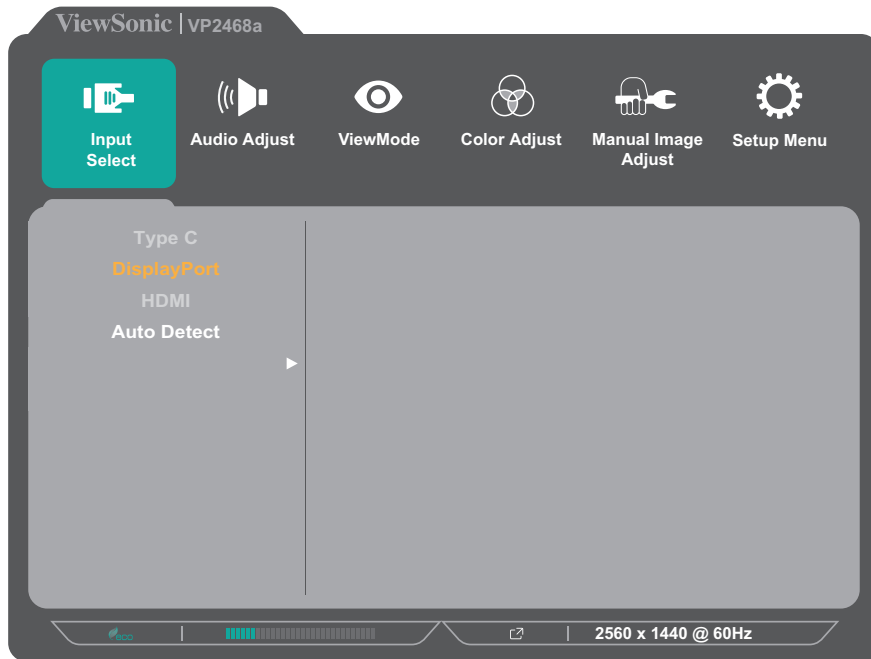 ViewSonic | VP2468a
Input
Select
Audio Adjust
ViewMode
Color Adjust
Manual Image
Adjust
Setup Menu
Type C
DisplayPort
HDMI
Auto Detect
eco
2560 x 1440 @ 60Hz